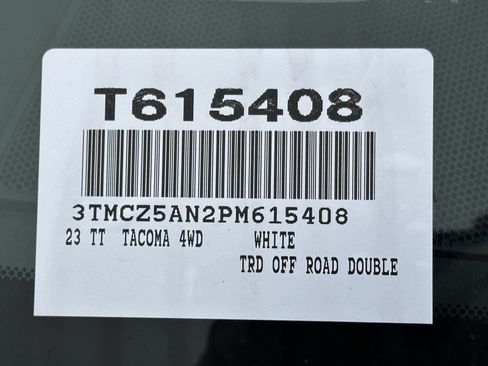 T615408
3TMCZ5AN2PM615408
23 TT TACOMA 4WD WHITE
TRD OFF ROAD DOUBLE